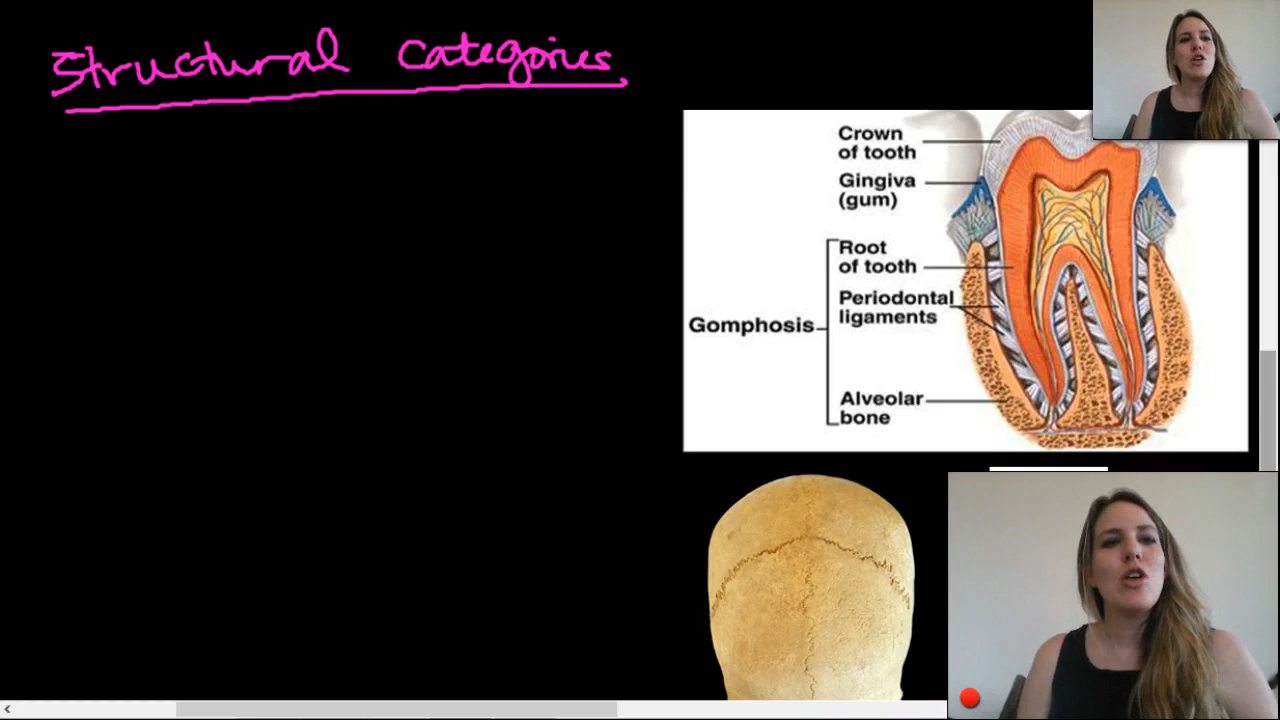 Structural Categories
Crown
of tooth
Gingiva
(gum)
Root
of tooth
Periodontal
ligaments
Gomphosis
Alveolar
bone